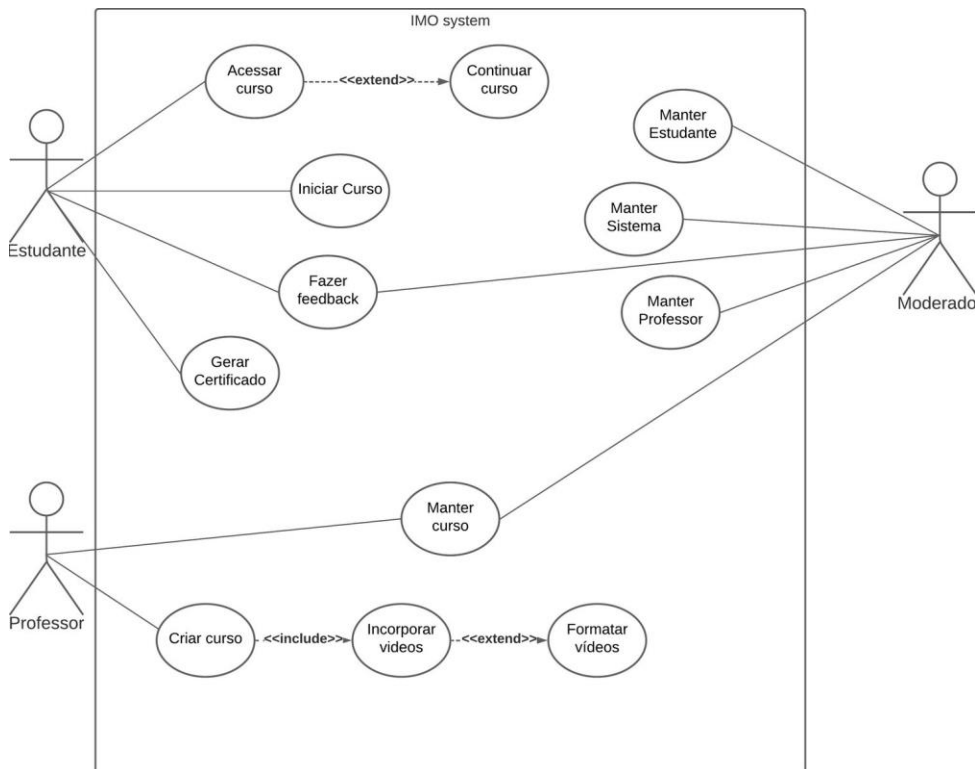 IMO system
Acessar
curso
<<extend>>
Continuar
curso
Manter
Estudante
Iniciar Curso
Manter
Sistema
Estudante
Fazer
feedback
Manter
Professor
Moderado
Gerar
Certificado
Manter
curso
Professor
Criar curso
<<include>>
Incorporar
videos
<<extend>>
Formatar
vídeos